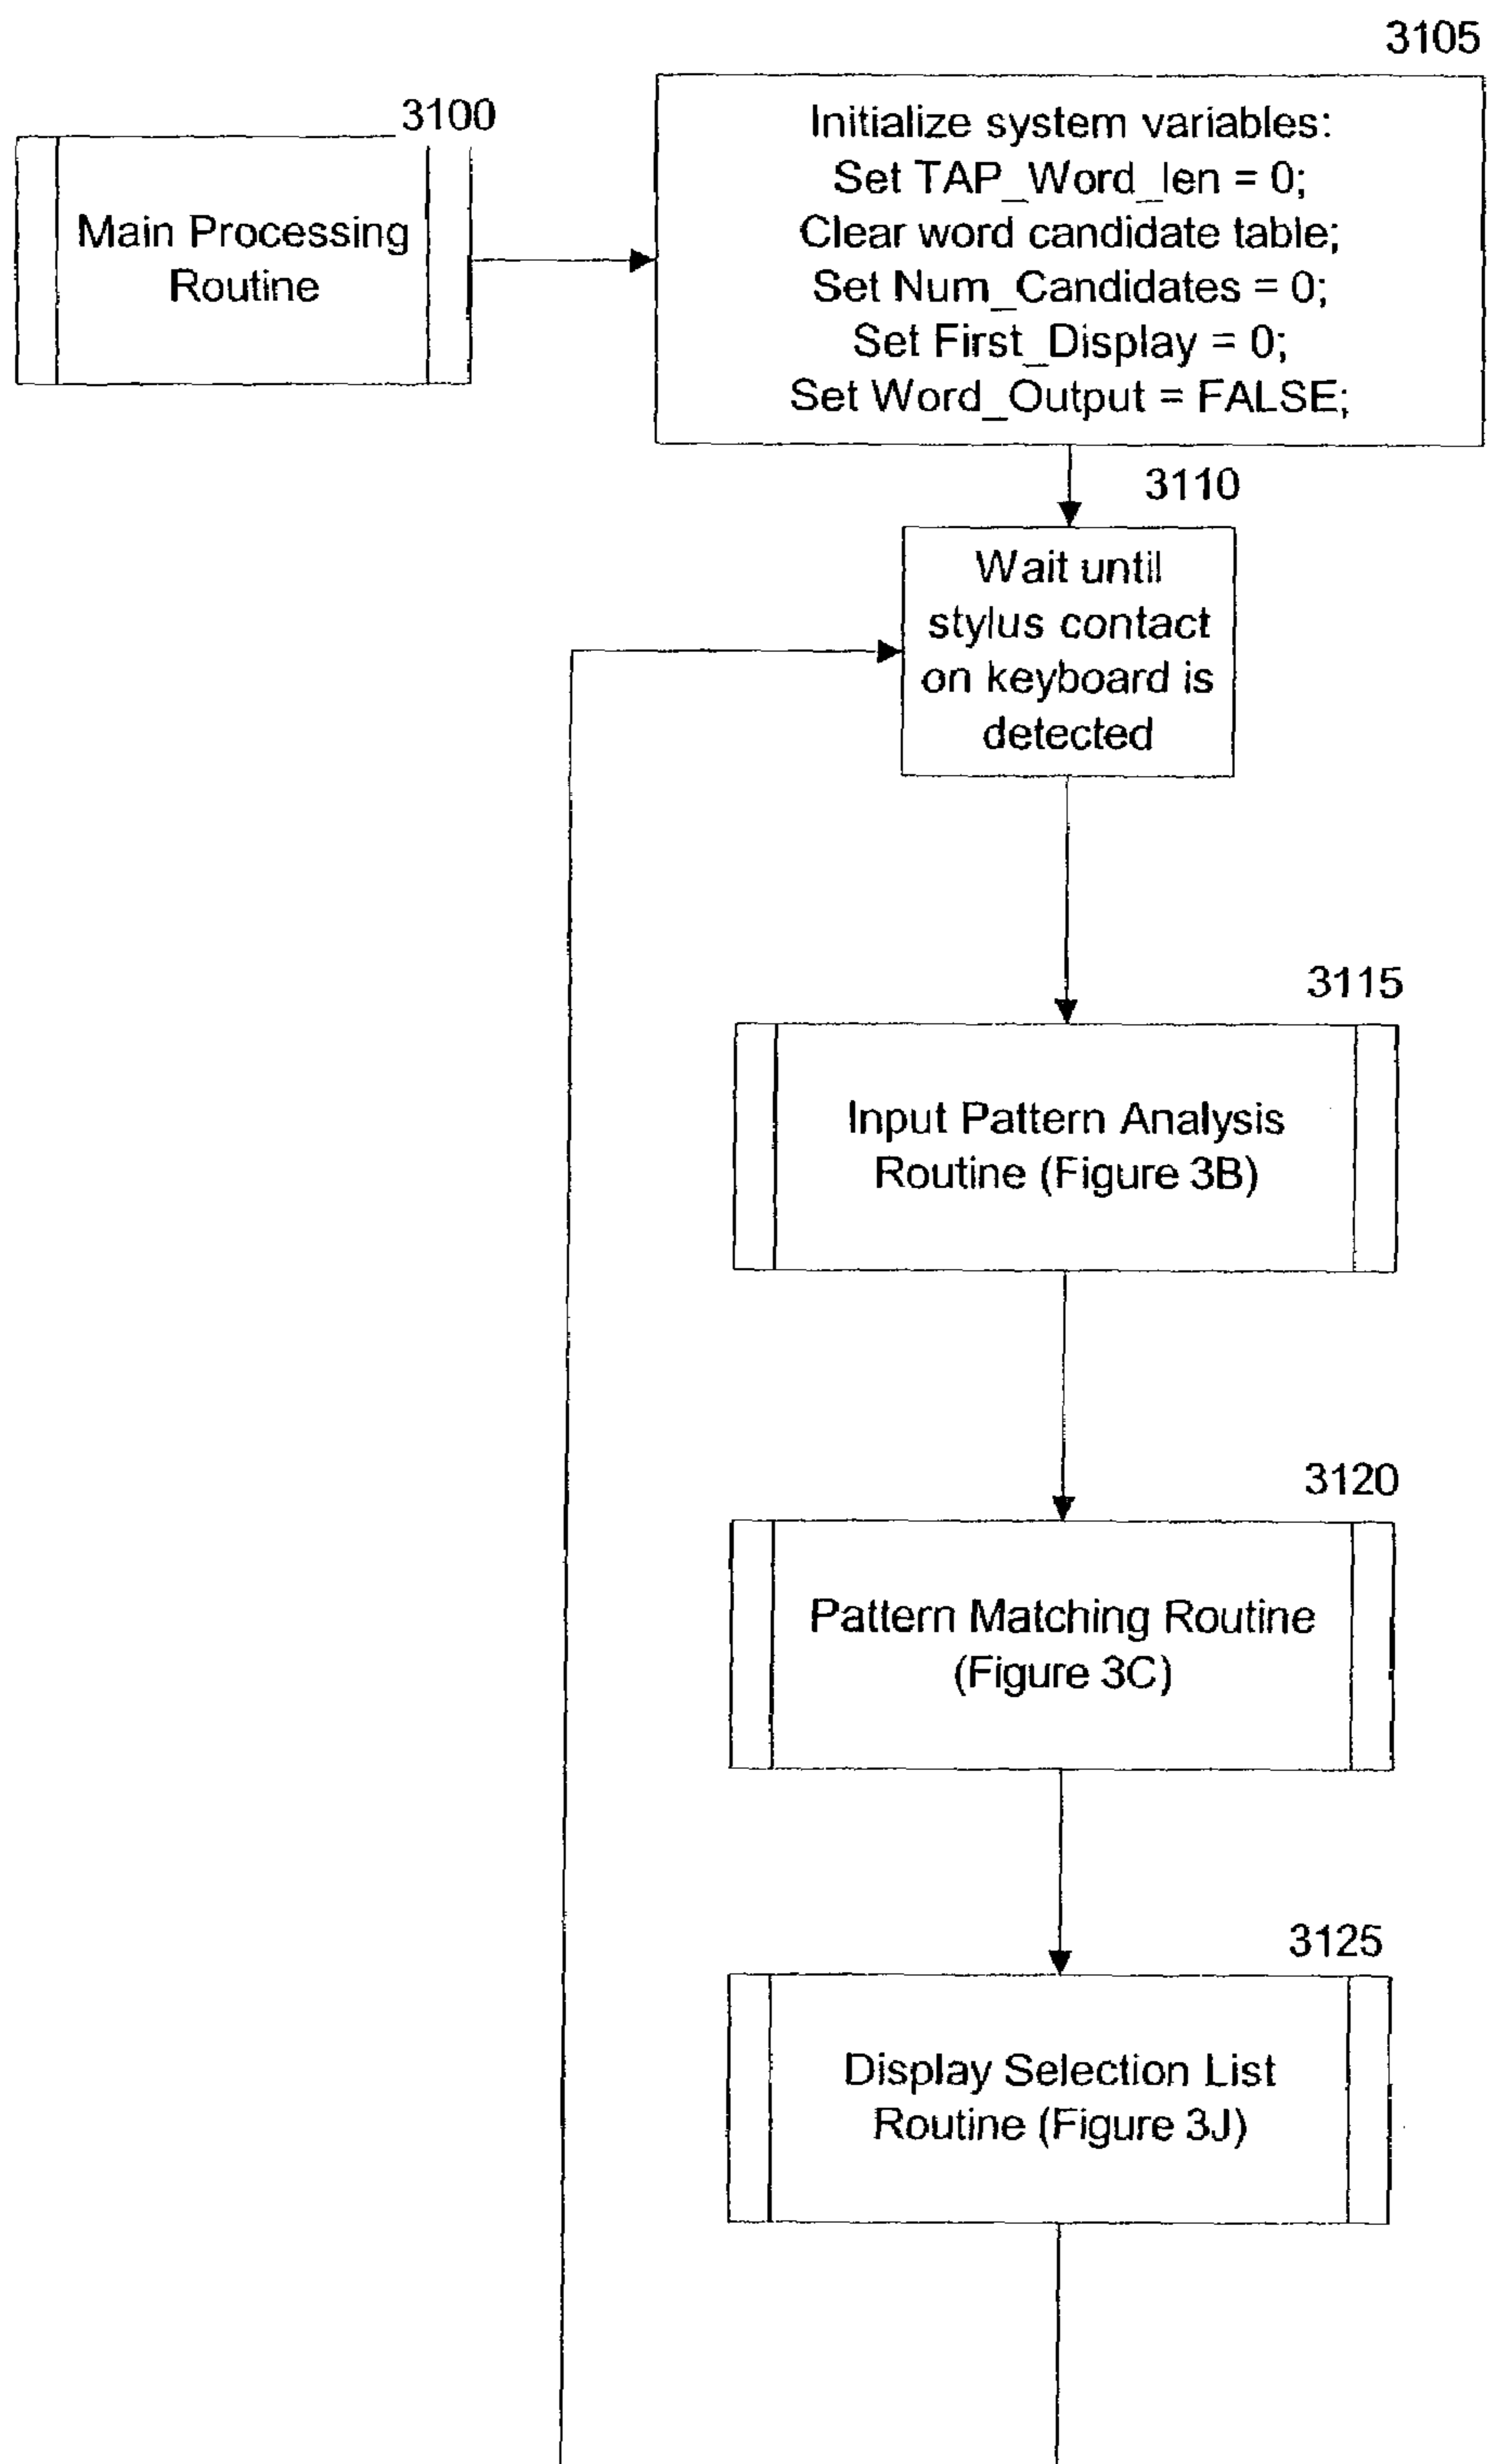 3105
3100
Initialize system variables:
Set TAP_Word_len = 0;
Clear word candidate table;
Set Num_Candidates = 0;
Set First_Display = 0;
Set Word_Output = FALSE;
Main Processing
Routine
3110
Wait until
stylus contact
on keyboard is
detected
3115
Input Pattern Analysis
Routine (Figure 3B)
3120
Pattern Matching Routine
(Figure 3C)
3125
Display Selection List
Routine (Figure 3J)